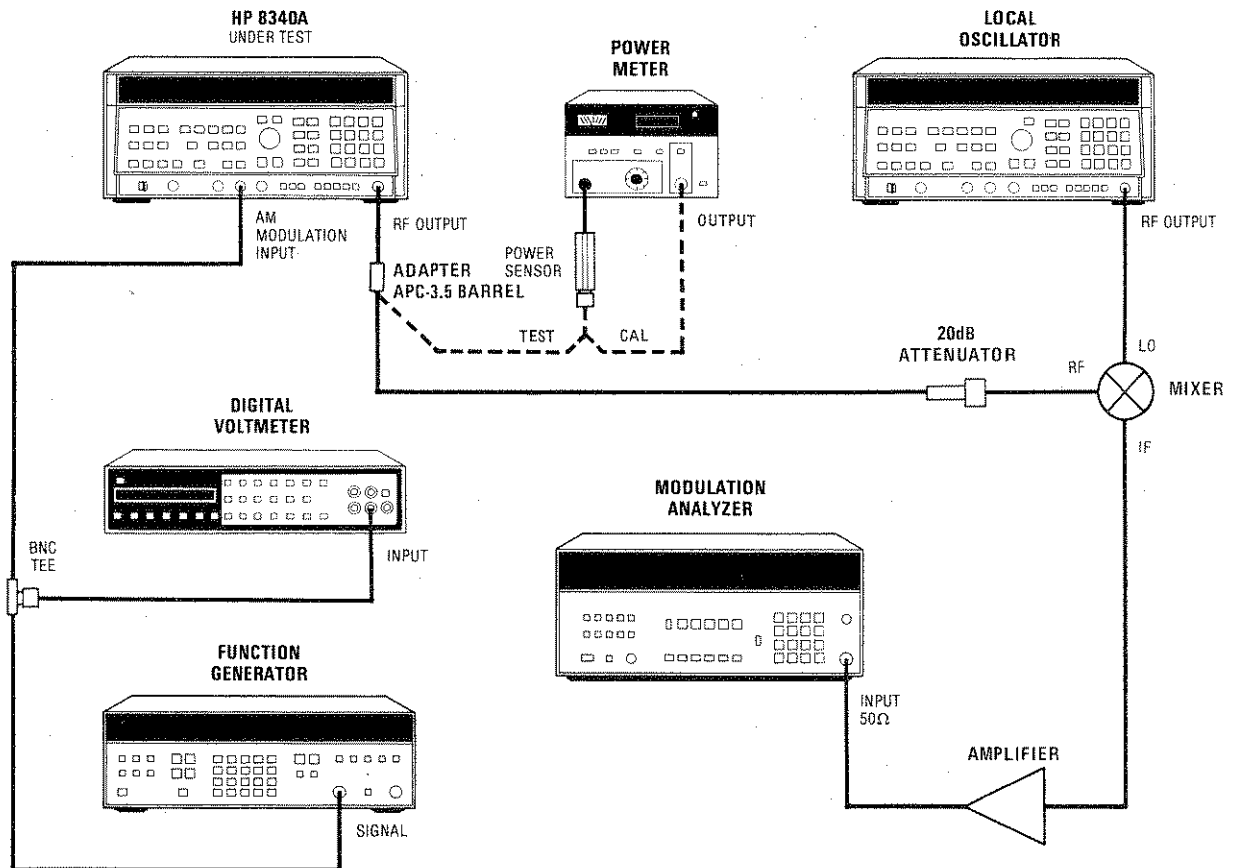 HP 8340A
UNDER TEST
POWER
METER
LOCAL
OSCILLATOR
AM
MODULATION
INPUT
RF OUTPUT
ADAPTER
APC-3.5 BARREL
POWER
SENSOR
OUTPUT
RF OUTPUT
TEST
CAL
20dB
ATTENUATOR
RF
LO
MIXER
IF
DIGITAL
VOLTMETER
INPUT
BNC
TEE
MODULATION
ANALYZER
INPUT
50Ω
FUNCTION
GENERATOR
SIGNAL
AMPLIFIER